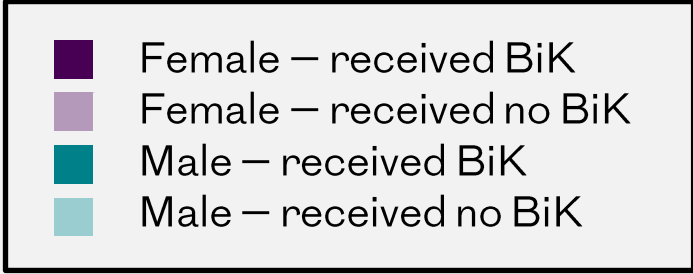 Female — received BiK
Female — received no BiK
Male — received BiK
Male — received no BiK